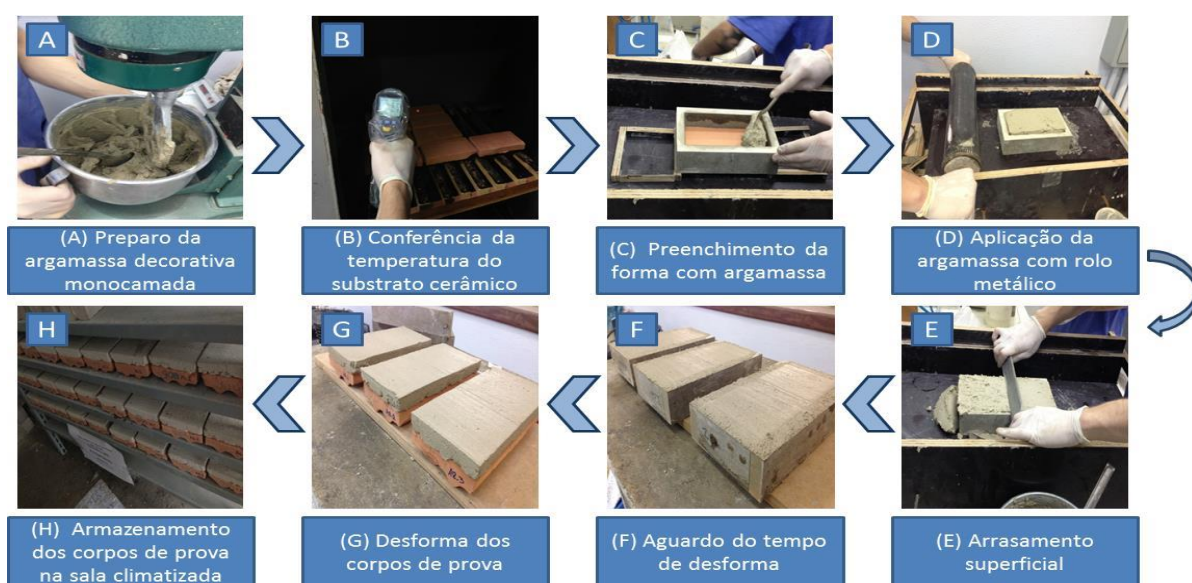 A
B
C
D
(A) Preparo da
argamassa decorativa
monocamada
(B) Conferência da
temperatura do
substrato cerâmico
(C) Preenchimento da
forma com argamassa
(D) Aplicação da
argamassa com rolo
metálico
H
G
F
E
(H) Armazenamento
dos corpos de prova
na sala climatizada
(G) Desforma dos
corpos de prova
(F) Aguardo do tempo
de desforma
(E) Arrasamento
superficial